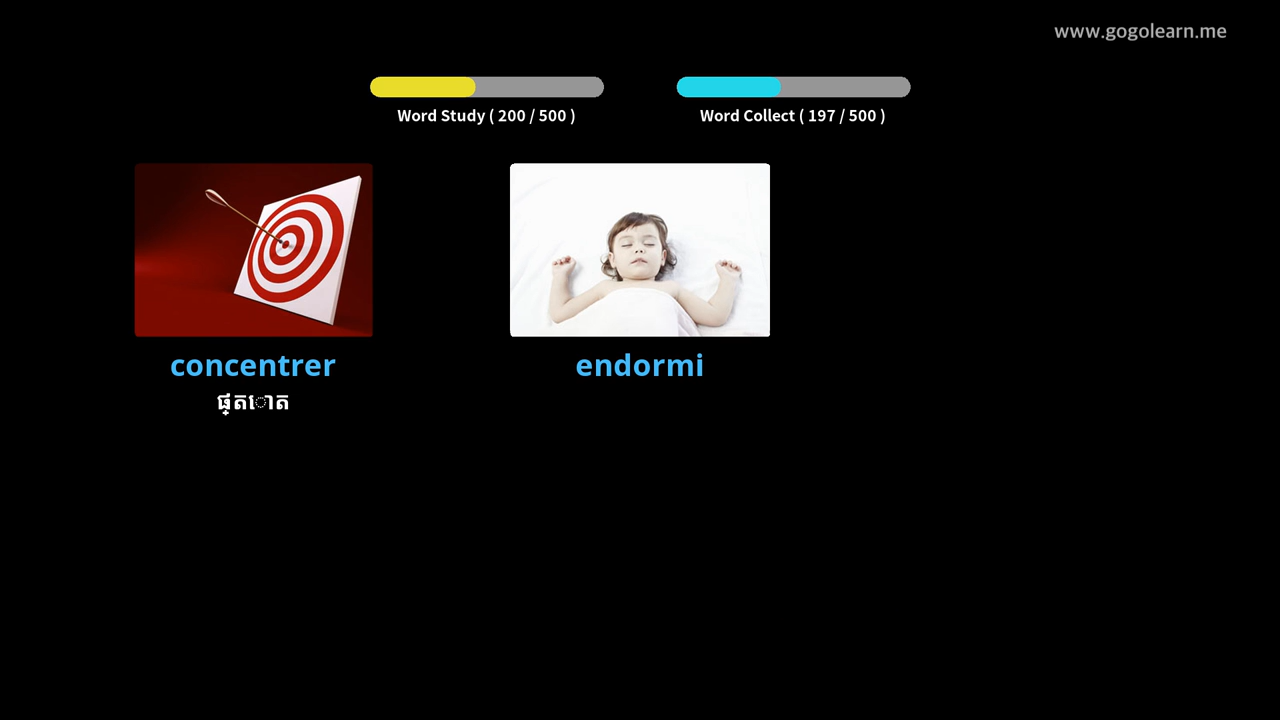 www.gogolearn.me
Word Study ( 200 / 500 )
Word Collect ( 197 / 500 )
concentrer
endormi
ផ្តោត